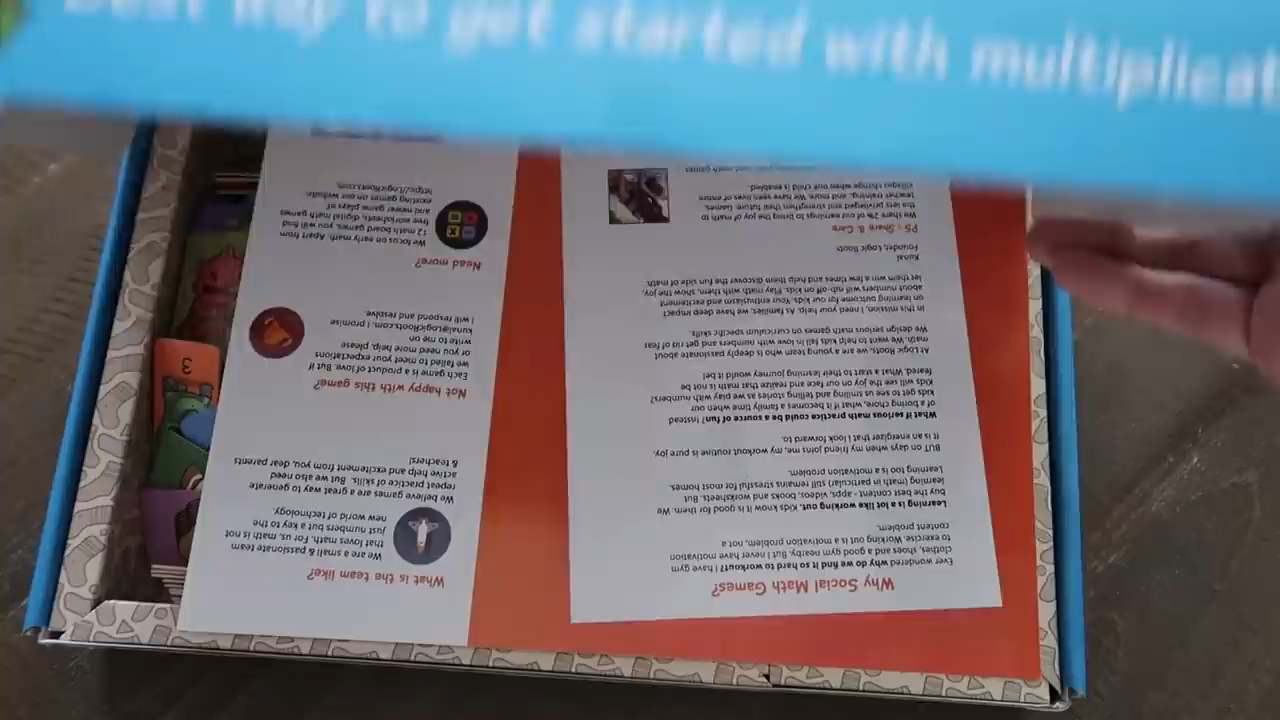 Best way to get started with multiplicat
Why Social Math Games?
Ever wondered why do we find it so hard to workout? I have gym
clothes, shoes and a good gym nearby. But I never have motivation
to exercise. Working out is a motivation problem, not a
content problem.
Learning is a lot like working out. Kids know it is good for them. We
buy the best content - apps, videos, books and worksheets. But
learning (math in particular) still remains stressful for most homes.
Learning too is a motivation problem.
BUT on days when my friend joins me, my workout routine is pure joy.
It is an energizer that I look forward to.
What if serious math practice could be a source of fun? Instead
of a boring chore, what if it becomes a family time when our
kids get to see us smiling and telling stories as we play with numbers?
Kids will see the joy on our face and realize that math is not be
feared. What a start to their learning journey would it be!
At Logic Roots, we are a young team who is deeply passionate about
math. We want to help kids fall in love with numbers and get rid of fear
We design serious math games on curriculum specific skills.
In this mission, I need your help. As families, we have deep impact
on learning outcome for our kids. Your enthusiasm and excitement
about numbers will rub-off on kids. Play math with them, show the joy,
let them win a few times and help them discover the fun side of math.
Kunal
Founder, Logic Roots
PS : Share & Care
We share 2% of our earnings to bring the joy of math to
the less privileged and strengthen their future. Games,
teacher training, and more. We have seen lives of entire
villages change when one child is enabled.
What is the team like?
We are a small & passionate team
that loves math. For us, math is not
just numbers but a key to the
new world of technology.
We believe games are a great way to generate
repeat practice of skills. But we also need
active help and excitement from you, dear parents
& teachers!
Not happy with this game?
Each game is a product of love. But if
we failed to meet your expectations
or you need more help, please
write to me on
kunal@LogicRoots.com. I promise
I will respond and resolve.
Need more?
We focus on early math. Apart from
12 math board games, you will find
free worksheets, digital math games
and newer game plays of
existing games on our website
https://LogicRoots.com.
3